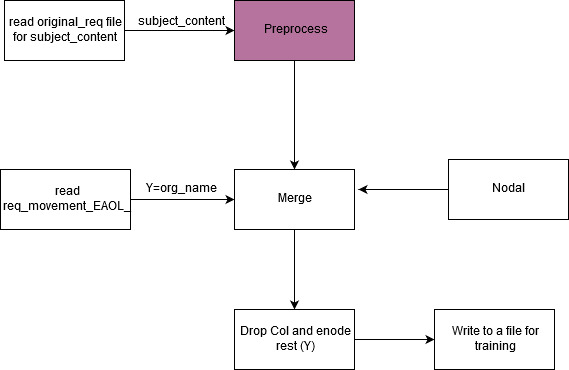 read original_req file
for subject_content
subject_content
Preprocess
read
req_movement_EAOL_
Y=org_name
Merge
Nodal
Drop Col and enode
rest (Y)
Write to a file for
training